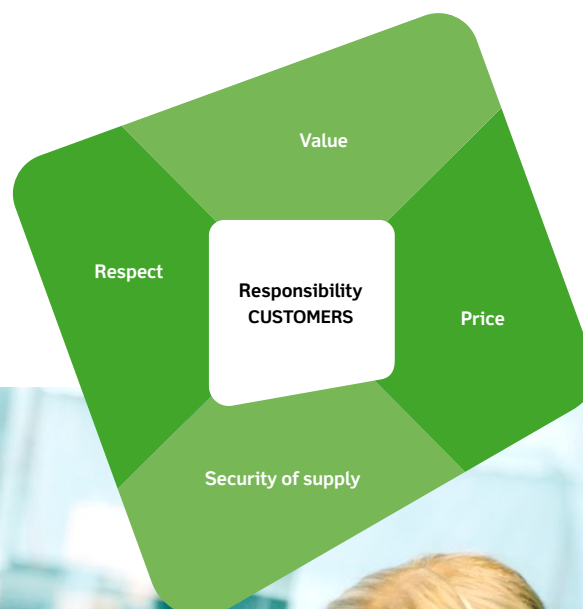 Value
Respect
Responsibility
CUSTOMERS
Price
Security of supply